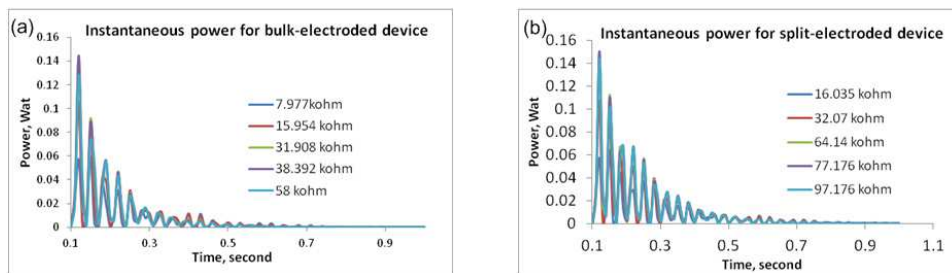 (a)
Instantaneous power for bulk-electroded device
0.16
0.14
0.12
0.1
0.08
0.06
0.04
0.02
0
Power, Wat
7.977kohm
15.954 kohm
31.908 kohm
38.392 kohm
58 kohm
0.1 0.3 0.5 0.7 0.9
Time, second
(b)
Instantaneous power for split-electroded device
0.16
0.14
0.12
0.1
0.08
0.06
0.04
0.02
0
Power, Wat
16.035 kohm
32.07 kohm
64.14 kohm
77.176 kohm
97.176 kohm
0.1 0.3 0.5 0.7 0.9 1.1
Time, second